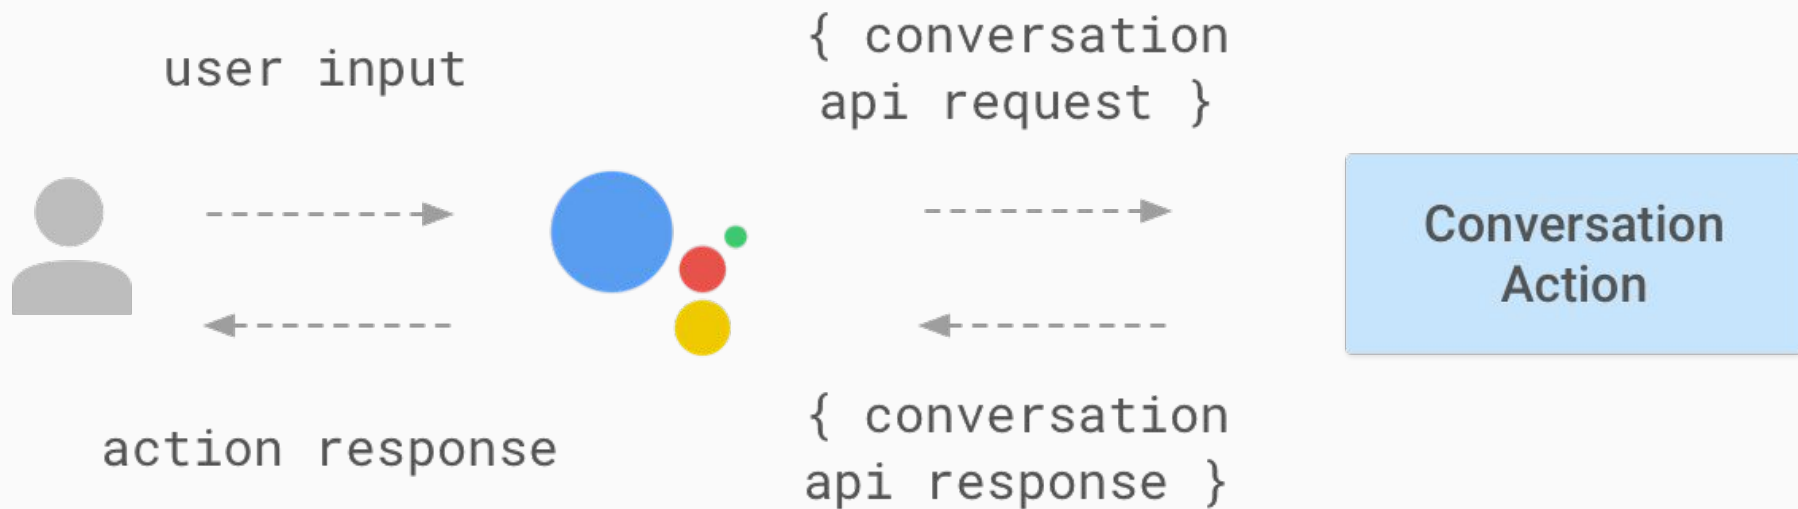 user input
{ conversation
api request }
Conversation
Action
action response
{ conversation
api response }